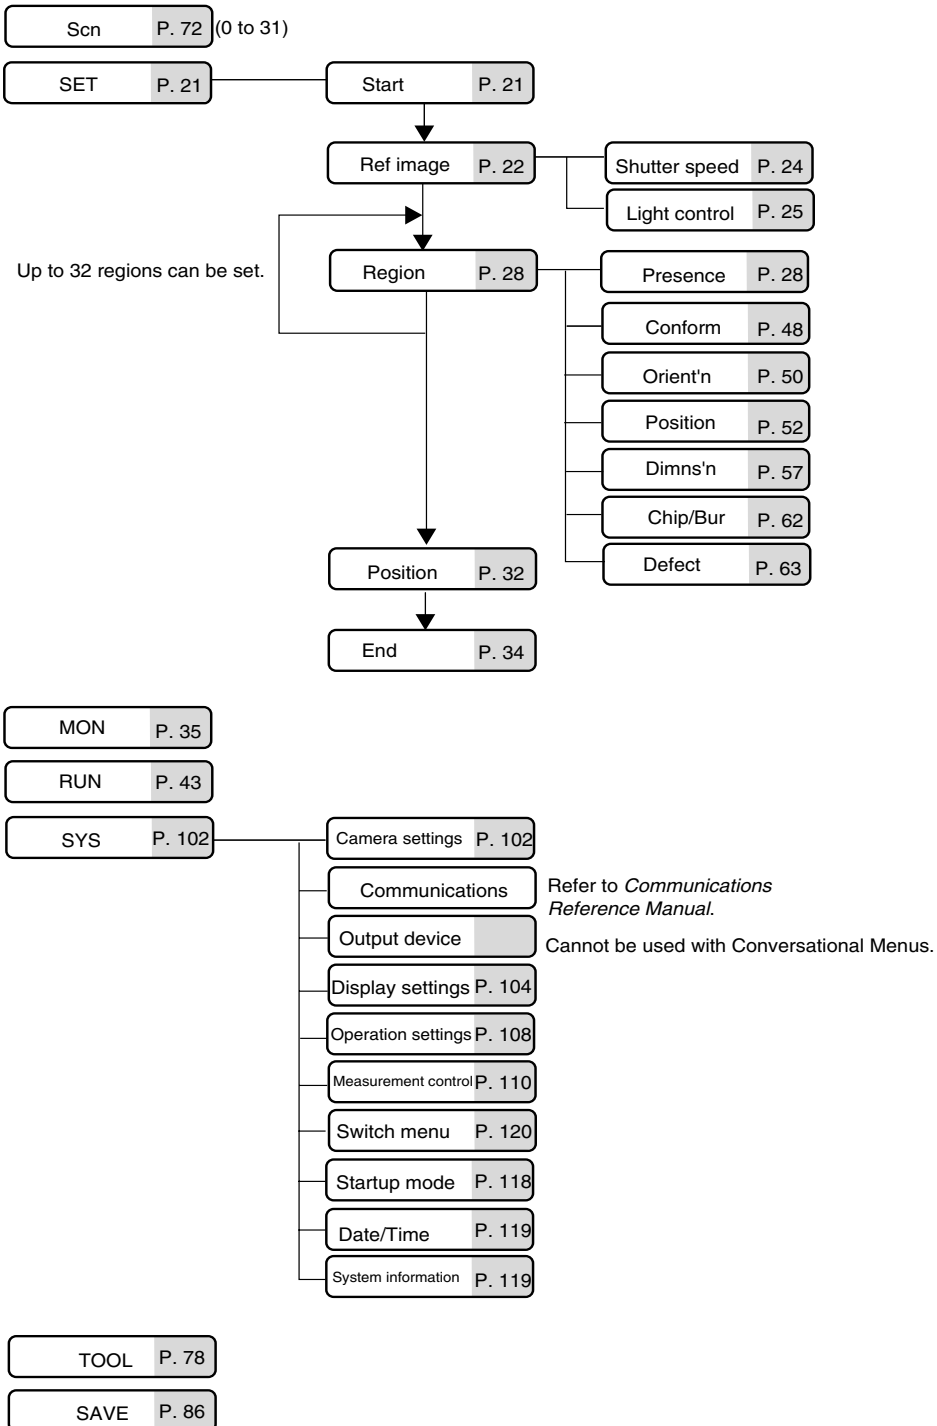 Scn P. 72 (0 to 31)
SET P. 21 Start P. 21
Ref image P. 22 Shutter speed P. 24
Light control P. 25
Up to 32 regions can be set. Region P. 28 Presence P. 28
Conform P. 48
Orient'n P. 50
Position P. 52
Dimns'n P. 57
Chip/Bur P. 62
Defect P. 63
Position P. 32
End P. 34
MON P. 35
RUN P. 43
SYS P. 102 Camera settings P. 102
Communications Refer to Communications
Reference Manual.
Output device Cannot be used with Conversational Menus.
Display settings P. 104
Operation settings P. 108
Measurement control P. 110
Switch menu P. 120
Startup mode P. 118
Date/Time P. 119
System information P. 119
TOOL P. 78
SAVE P. 86